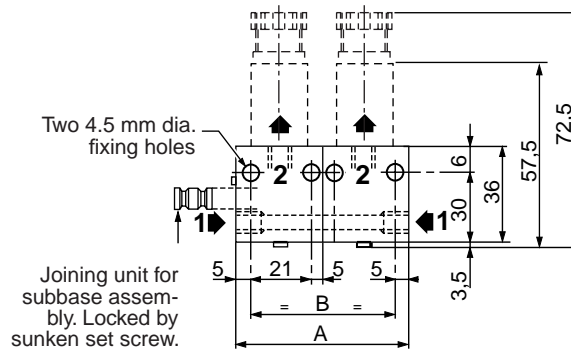 Two 4.5 mm dia.
fixing holes
2
2
1
1
6
36
30
57,5
72,5
3,5
5
21
5
5
= B =
A
Joining unit for
subbase assem-
bly. Locked by
sunken set screw.